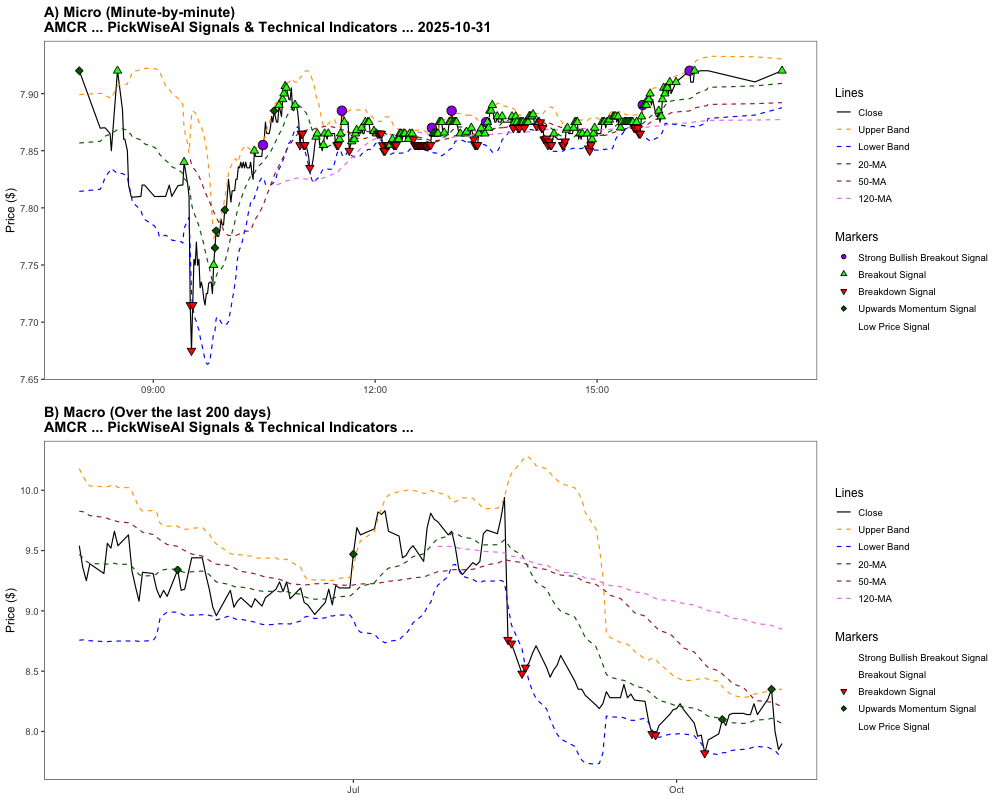 A) Micro (Minute-by-minute)
AMCR ... PickWiseAI Signals & Technical Indicators ... 2025-10-31
Price ($)
7.90
7.85
7.80
7.75
7.70
7.65
09:00
12:00
15:00
Lines
Close
Upper Band
Lower Band
20-MA
50-MA
120-MA
Markers
Strong Bullish Breakout Signal
Breakout Signal
Breakdown Signal
Upwards Momentum Signal
Low Price Signal
B) Macro (Over the last 200 days)
AMCR ... PickWiseAI Signals & Technical Indicators ...
Price ($)
10.0
9.5
9.0
8.5
8.0
Jul
Oct
Lines
Close
Upper Band
Lower Band
20-MA
50-MA
120-MA
Markers
Strong Bullish Breakout Signal
Breakout Signal
Breakdown Signal
Upwards Momentum Signal
Low Price Signal